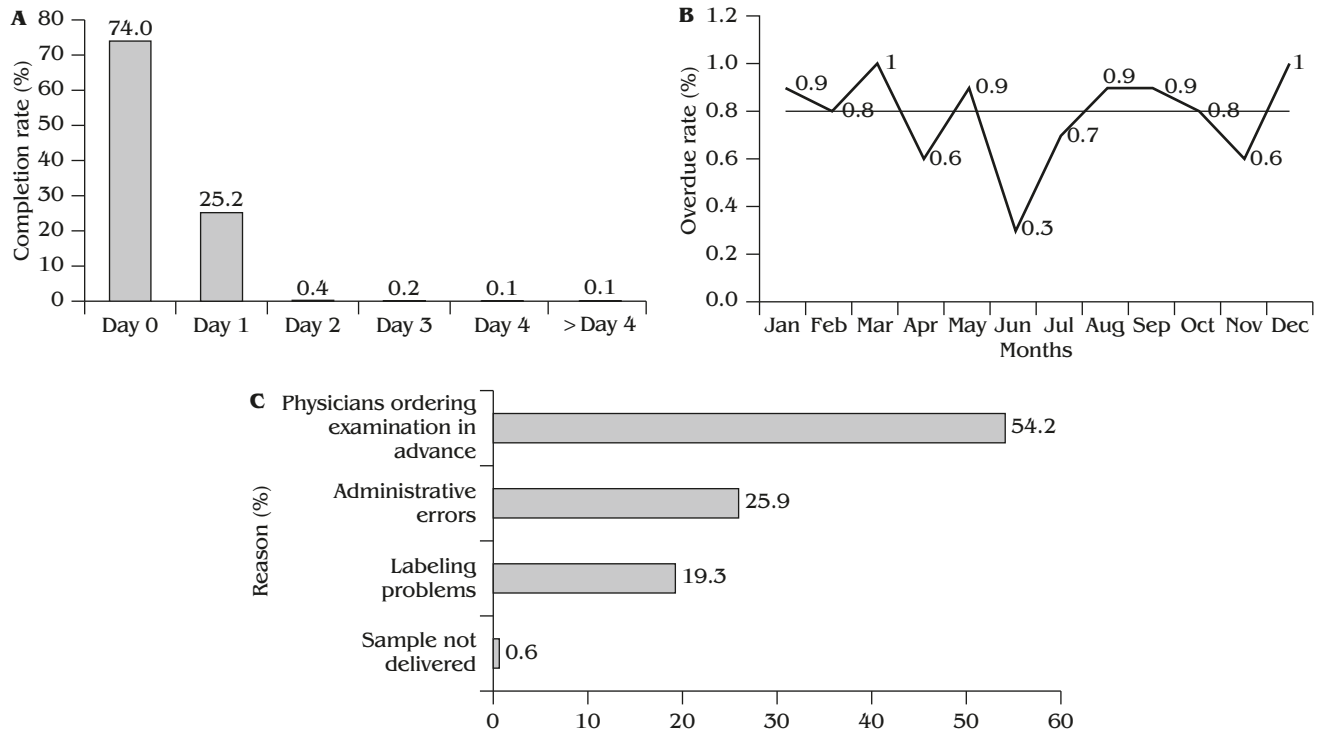 A
Completion rate (%)
80
70
60
50
40
30
20
10
0
74.0
25.2
0.4
0.2
0.1
0.1
Day 0
Day 1
Day 2
Day 3
Day 4
> Day 4
B
Overdue rate (%)
1.2
1.0
0.8
0.6
0.4
0.2
0.0
0.9
0.8
1
0.6
0.9
0.3
0.7
0.9
0.9
0.8
0.6
1
Jan
Feb
Mar
Apr
May
Jun
Jul
Aug
Sep
Oct
Nov
Dec
Months
C
Reason (%)
Physicians ordering
examination in
advance
54.2
Administrative
errors
25.9
Labeling
problems
19.3
Sample not
delivered
0.6
0
10
20
30
40
50
60